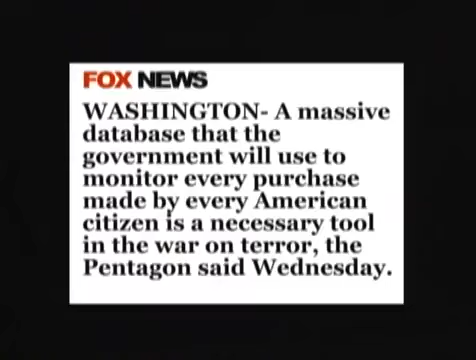 FOX NEWS
WASHINGTON- A massive
database that the
government will use to
monitor every purchase
made by every American
citizen is a necessary tool
in the war on terror, the
Pentagon said Wednesday.